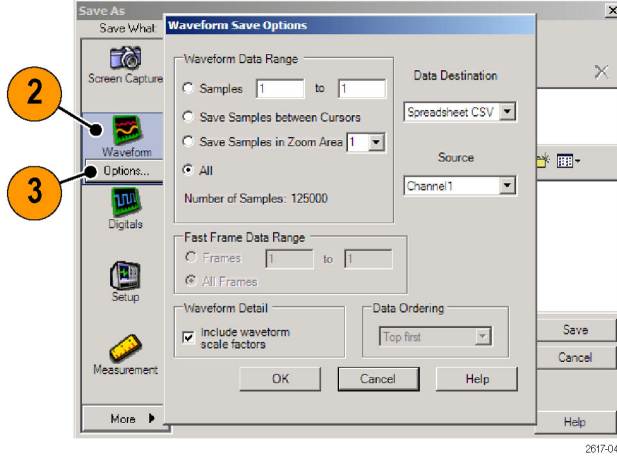 Save As
Save What:
Screen Capture
2
Waveform
3
Options...
Digitals
Setup
Measurement
More
Waveform Save Options
Waveform Data Range
Samples 1 to 1
Save Samples between Cursors
Save Samples in Zoom Area 1
All
Number of Samples: 125000
Data Destination
Spreadsheet CSV
Source
Channel1
Fast Frame Data Range
Frames 1 to 1
All Frames
Waveform Detail
Include waveform
scale factors
Data Ordering
Top first
OK Cancel Help
Save
Cancel
Help
2617-04